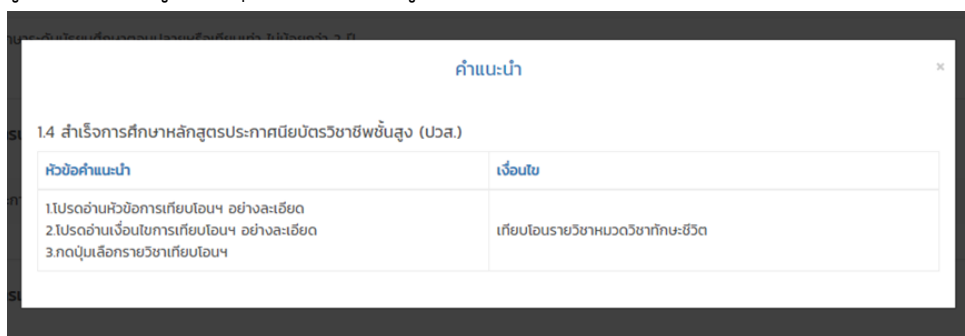 คำแนะนำ
×
1.4 สำเร็จการศึกษาหลักสูตรประกาศนียบัตรวิชาชีพชั้นสูง (ปวส.)
หัวข้อคำแนะนำ
เงื่อนไข
1.โปรดอ่านหัวข้อการเทียบโอนฯ อย่างละเอียด
2.โปรดอ่านเงื่อนไขการเทียบโอนฯ อย่างละเอียด
3.กดปุ่มเลือกรายวิชาเทียบโอนฯ
เทียบโอนรายวิชาหมวดวิชาทักษะชีวิต